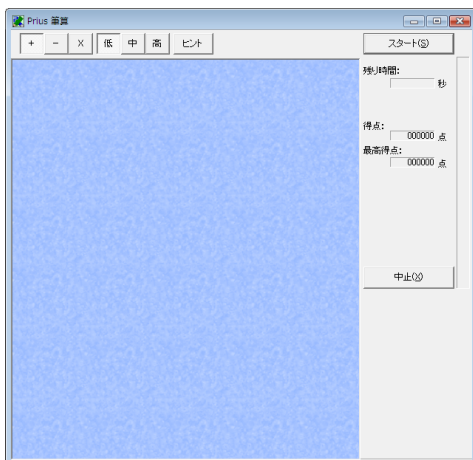 Prius 筆算
+ − X 低 中 高 ヒント スタート(S)
残り時間:
秒
得点:
000000 点
最高得点:
000000 点
中止(X)